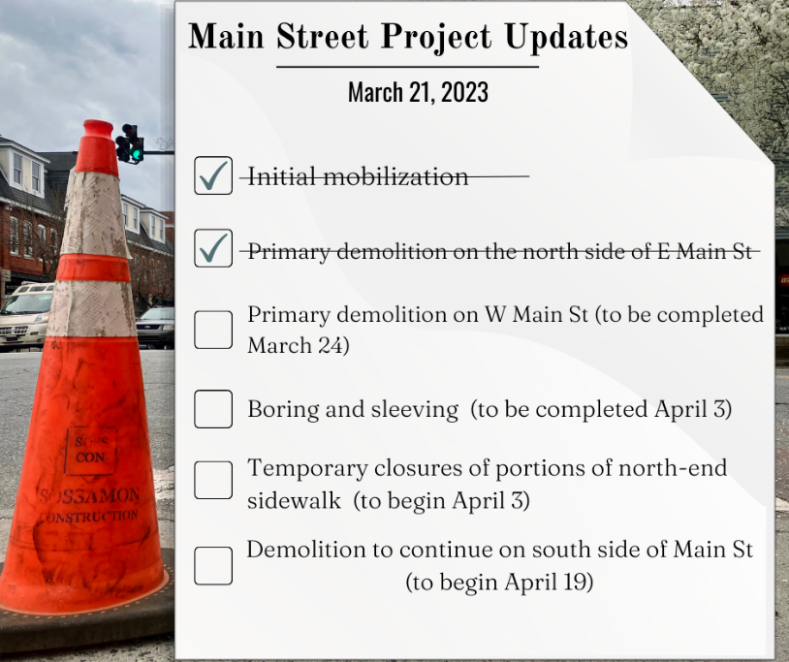 Main Street Project Updates
March 21, 2023
Initial mobilization
Primary demolition on the north side of E Main St
Primary demolition on W Main St (to be completed
March 24)
Boring and sleeving (to be completed April 3)
Temporary closures of portions of north-end
sidewalk (to begin April 3)
Demolition to continue on south side of Main St
(to begin April 19)
CON
SOSSAMON
CONSTRUCTION